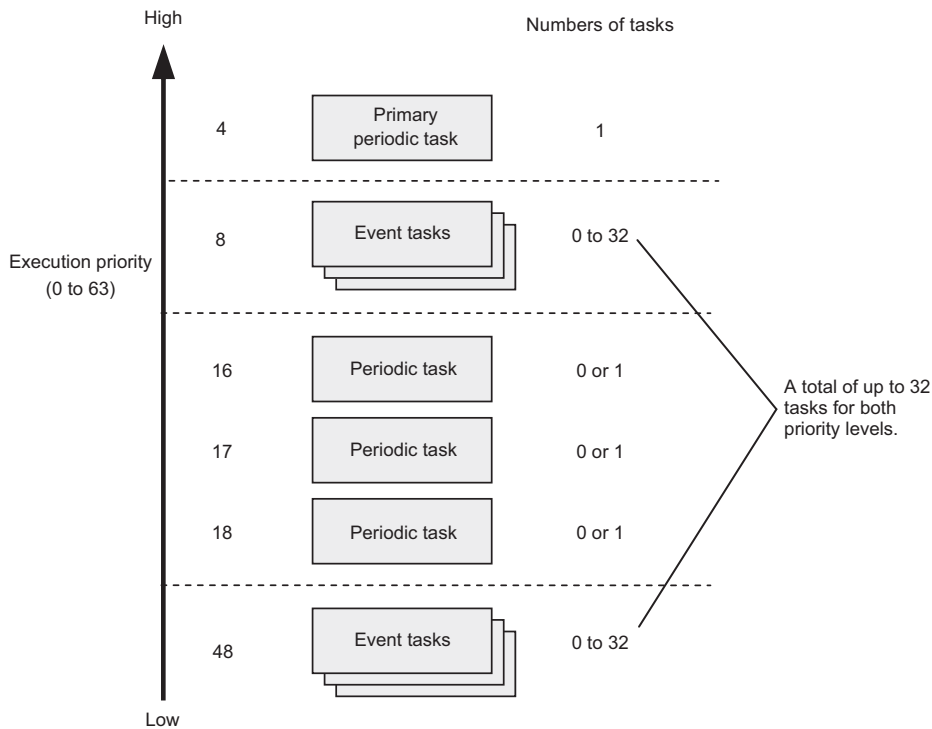 High
Numbers of tasks
4
Primary
periodic task
1
8
Event tasks
0 to 32
Execution priority
(0 to 63)
16
Periodic task
0 or 1
A total of up to 32
tasks for both
priority levels.
17
Periodic task
0 or 1
18
Periodic task
0 or 1
48
Event tasks
0 to 32
Low